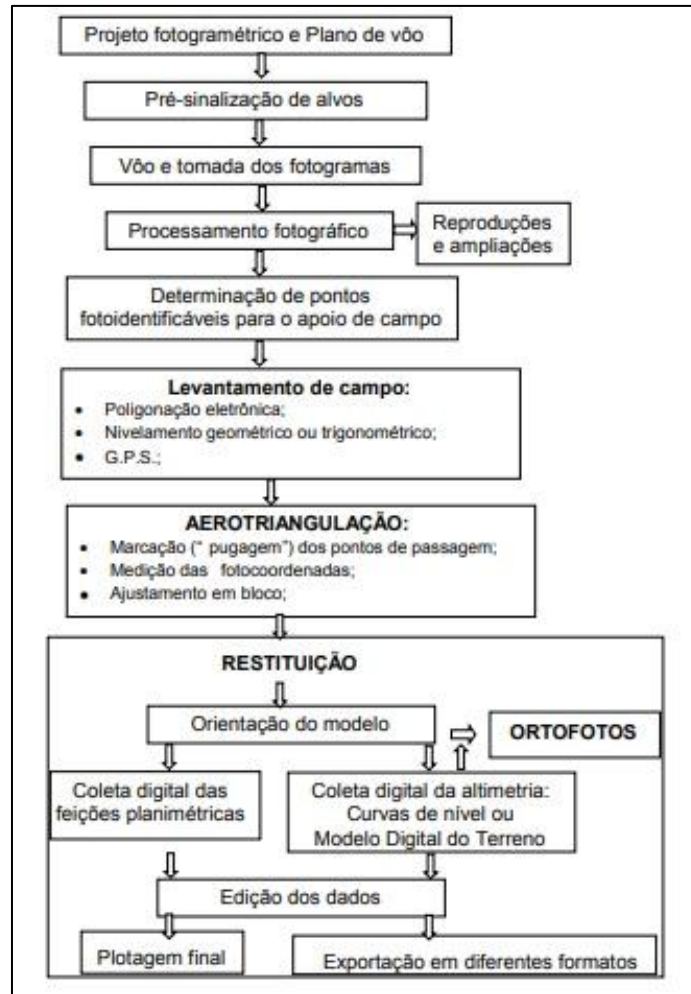 Projeto fotogramétrico e Plano de vôo
Pré-sinalização de alvos
Vôo e tomada dos fotogramas
Processamento fotográfico
Reproduções
e ampliações
Determinação de pontos
fotoidentificáveis para o apoio de campo
Levantamento de campo:
• Poligonação eletrônica;
• Nivelamento geométrico ou trigonométrico;
• G.P.S.;
AEROTRIANGULAÇÃO:
• Marcação (“ pugagem”) dos pontos de passagem;
• Medição das fotocoordenadas;
• Ajustamento em bloco;
RESTITUIÇÃO
Orientação do modelo
ORTOFOTOS
Coleta digital das
feições planimétricas
Coleta digital da altimetria:
Curvas de nível ou
Modelo Digital do Terreno
Edição dos dados
Plotagem final
Exportação em diferentes formatos